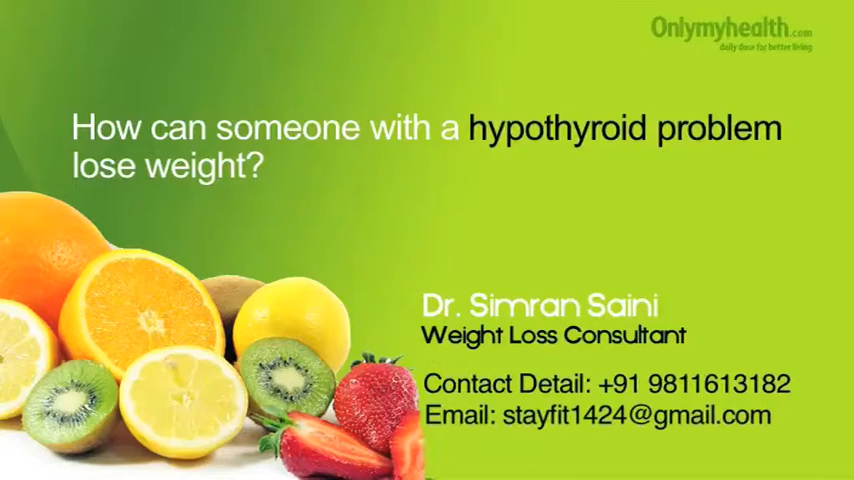 Onlymyhealth.com
daily dose for better living
How can someone with a hypothyroid problem
lose weight?
Dr. Simran Saini
Weight Loss Consultant
Contact Detail: +91 9811613182
Email: stayfit1424@gmail.com